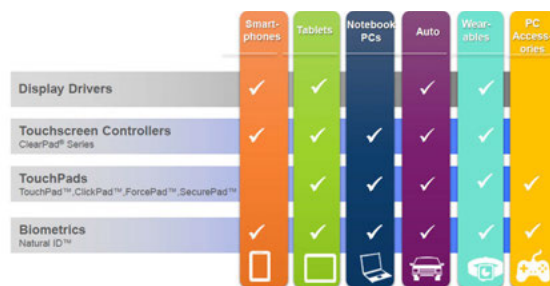 Smart-
phones
Tablets
Notebook
PCs
Auto
Wear-
ables
PC
Access-
ories
Display Drivers
Touchscreen Controllers
ClearPad® Series
TouchPads
TouchPad™,ClickPad™,ForcePad™,SecurePad™
Biometrics
Natural ID™